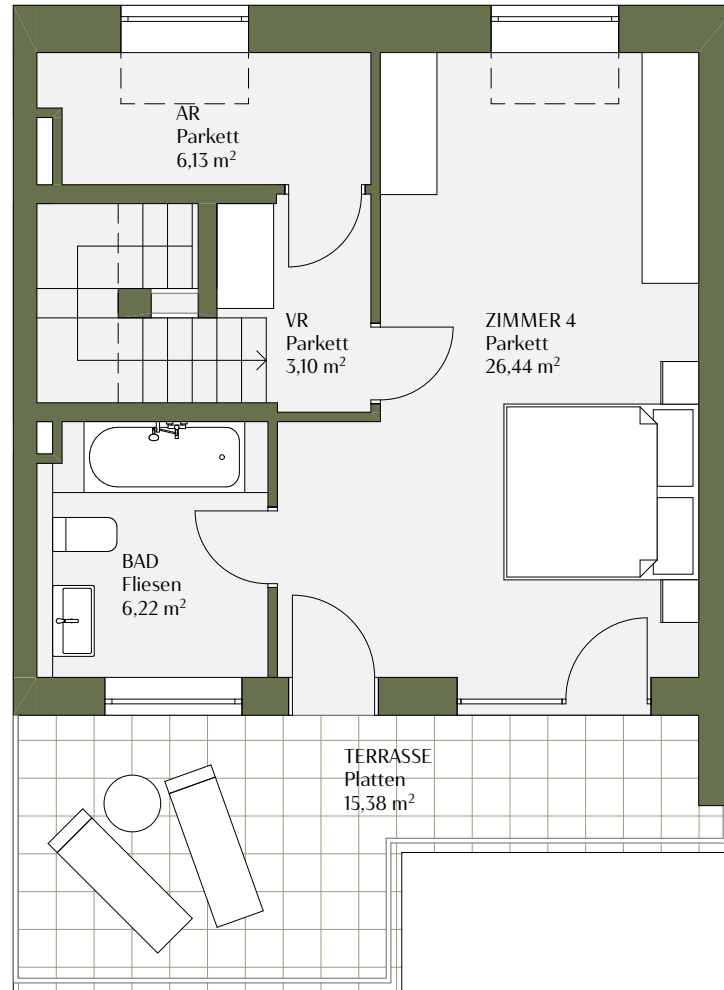 AR
Parkett
6,13 m²
VR
Parkett
3,10 m²
ZIMMER 4
Parkett
26,44 m²
BAD
Fliesen
6,22 m²
TERRASSE
Platten
15,38 m²